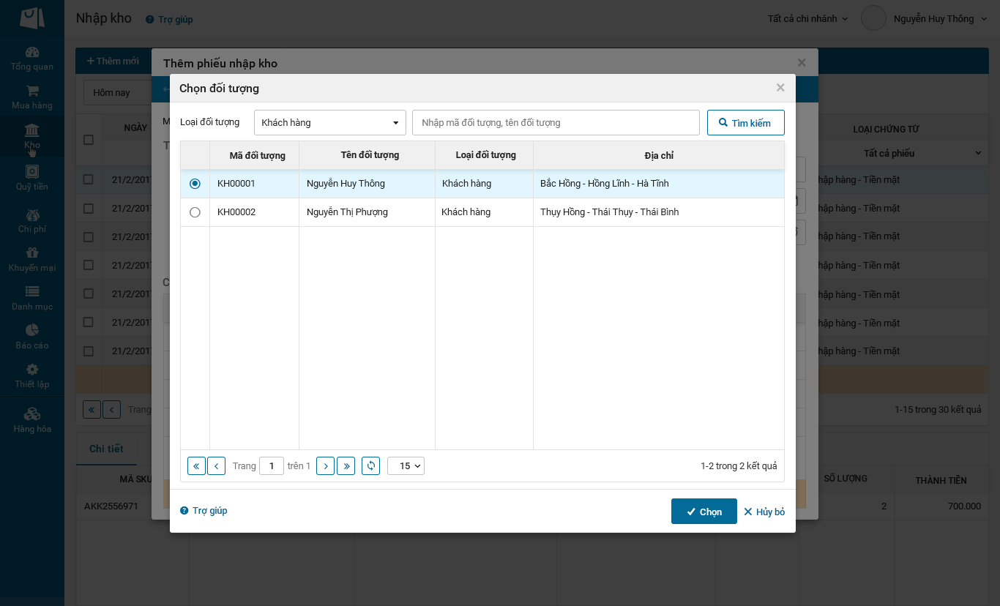 Nhập kho
Trợ giúp
Tất cả chi nhánh
Nguyễn Huy Thông
Tổng quan
Mua hàng
Kho
Quỹ tiền
Chi phí
Khuyến mại
Danh mục
Báo cáo
Thiết lập
Hàng hóa
Thêm mới
Hôm nay
NGÀY
LOẠI CHỨNG TỪ
Tất cả phiếu
21/2/2017 hập hàng - Tiền mặt
21/2/2017 hập hàng - Tiền mặt
21/2/2017 hập hàng - Tiền mặt
21/2/2017 hập hàng - Tiền mặt
21/2/2017 hập hàng - Tiền mặt
21/2/2017 hập hàng - Tiền mặt
21/2/2017 hập hàng - Tiền mặt
Trang
1-15 trong 30 kết quả
Chi tiết
MÃ SKU SỐ LƯỢNG THÀNH TIỀN
AKK2556971 2 700.000
Thêm phiếu nhập kho
Chọn đối tượng
Loại đối tượng Khách hàng Nhập mã đối tượng, tên đối tượng Tìm kiếm
Mã đối tượng Tên đối tượng Loại đối tượng Địa chỉ
KH00001 Nguyễn Huy Thông Khách hàng Bắc Hồng - Hồng Lĩnh - Hà Tĩnh
KH00002 Nguyễn Thị Phượng Khách hàng Thụy Hồng - Thái Thụy - Thái Bình
Trang 1 trên 1 15 1-2 trong 2 kết quả
Trợ giúp Chọn Hủy bỏ